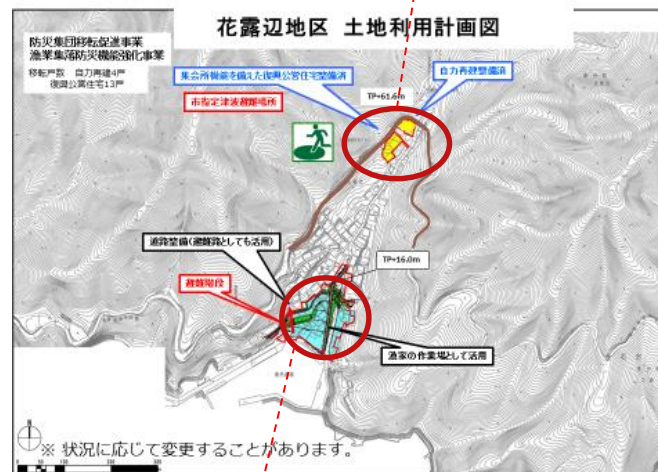 花露辺地区 土地利用計画図
防災集団移転促進事業
漁業集落防災機能強化事業
移転戸数 自力再建4戸
復興公営住宅13戸
集会所機能を備えた復興公営住宅整備済
自力再建整備済
市指定津波避難場所
TP+61.6m
道路整備(避難路としても活用)
TP+16.0m
避難階段
漁家の作業場として活用
※ 状況に応じて変更することがあります。